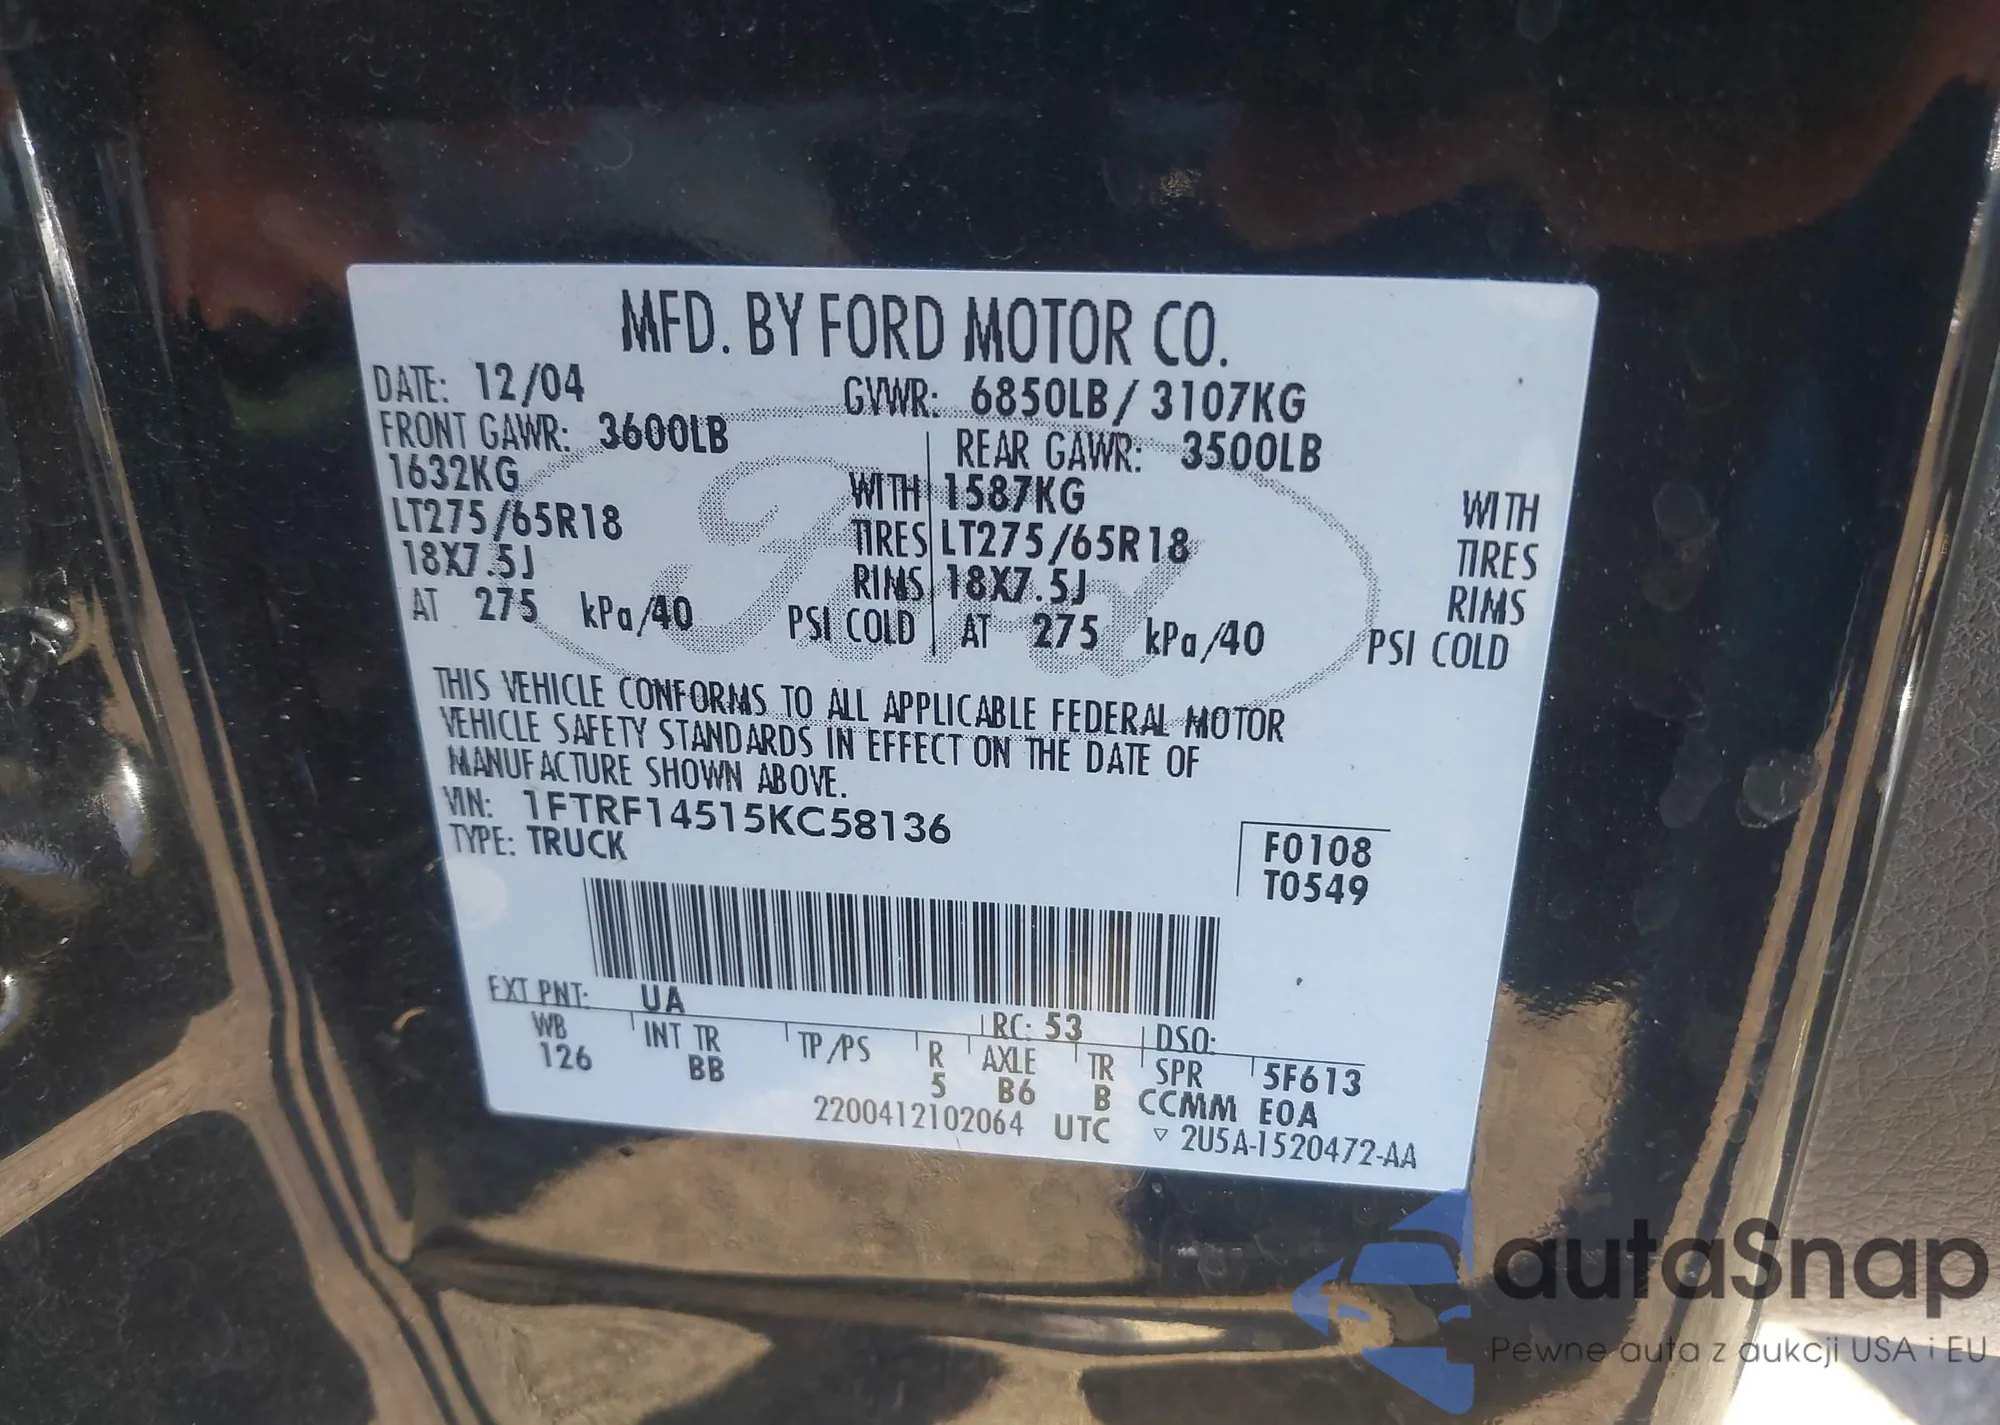 MFD. BY FORD MOTOR CO.
DATE: 12/04 GVWR: 6850LB/ 3107KG
FRONT GAWR: 3600LB REAR GAWR: 3500LB
1632KG WITH 1587KG WITH
LT275/65R18 TIRES LT275/65R18 TIRES
18X7.5J RIMS 18X7.5J RIMS
AT 275 kPa/40 PSI COLD AT 275 kPa/40 PSI COLD
THIS VEHICLE CONFORMS TO ALL APPLICABLE FEDERAL MOTOR
VEHICLE SAFETY STANDARDS IN EFFECT ON THE DATE OF
MANUFACTURE SHOWN ABOVE.
VIN: 1FTRF14515KC58136
TYPE: TRUCK
F0108
T0549
EXT PNT: UA RC: 53 DSO:
WB INT TR TP/PS R AXLE TR SPR 5F613
126 BB 5 B6 B CCMM E0A
2200412102064 UTC ▽ 2U5A-1520472-AA
Ford
autaSnap
Pewne auta z aukcji USA i EU